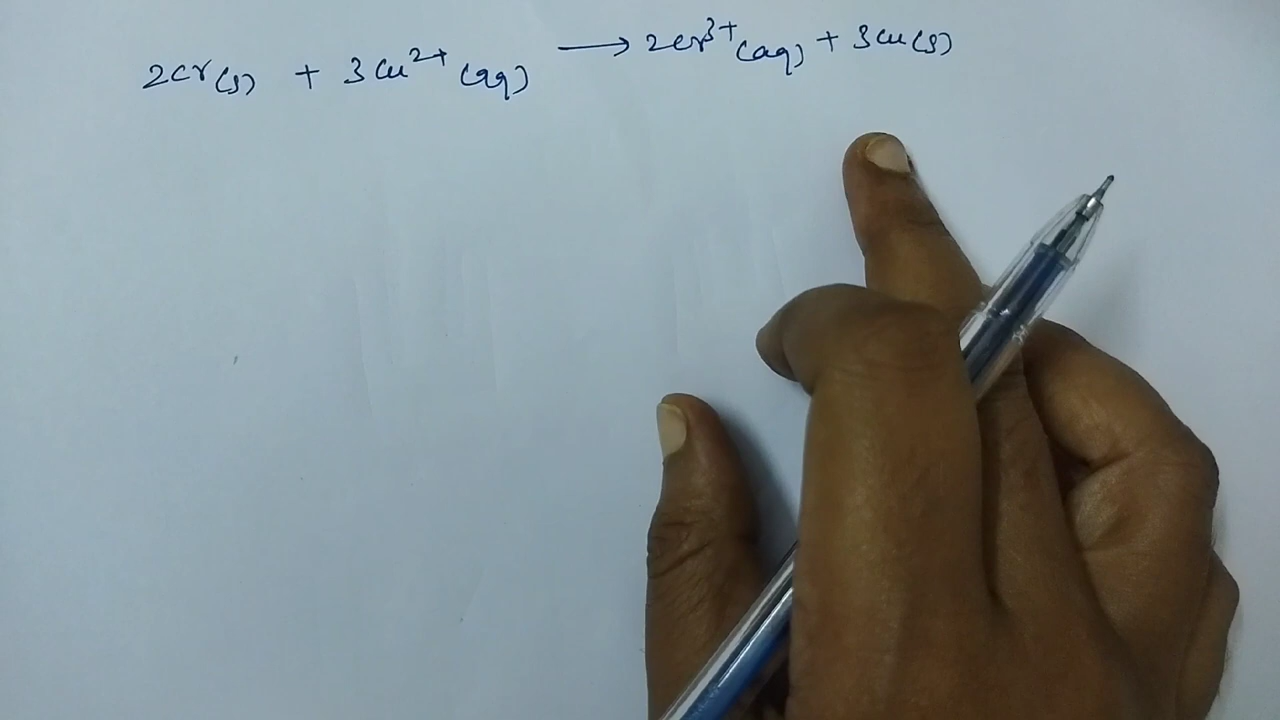 2cr(s) + 3cu²⁺(aq) ⟶ 2cr³⁺(aq) + 3cu(s)